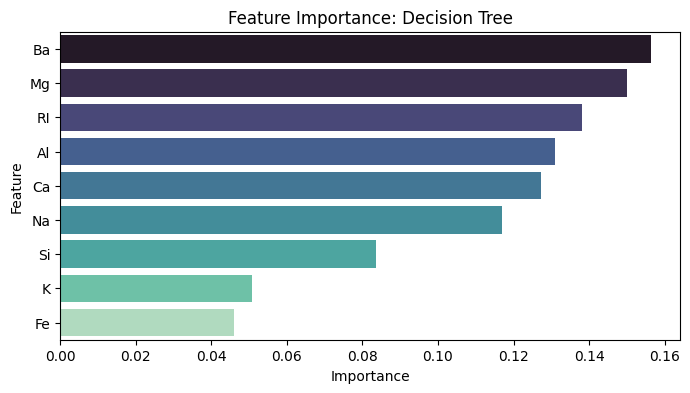 Feature Importance: Decision Tree
Ba
Mg
RI
Al
Ca
Na
Si
K
Fe
Feature
0.00 0.02 0.04 0.06 0.08 0.10 0.12 0.14 0.16
Importance